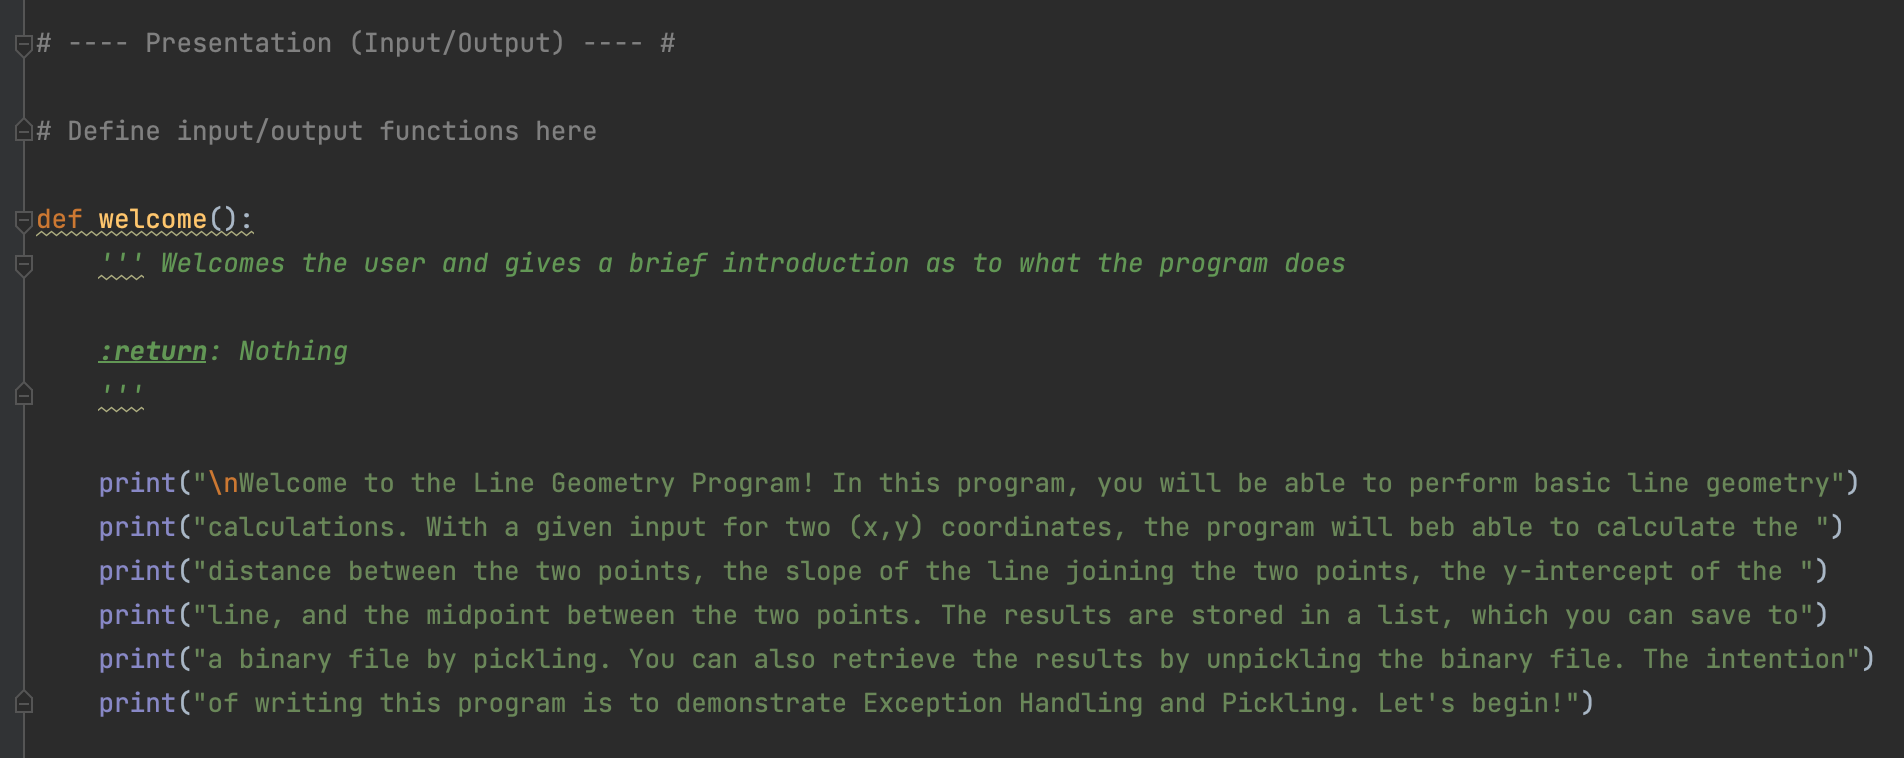 # ---- Presentation (Input/Output) ---- #
# Define input/output functions here
def welcome():
''' Welcomes the user and gives a brief introduction as to what the program does
:return: Nothing
'''
print("\nWelcome to the Line Geometry Program! In this program, you will be able to perform basic line geometry")
print("calculations. With a given input for two (x,y) coordinates, the program will beb able to calculate the ")
print("distance between the two points, the slope of the line joining the two points, the y-intercept of the ")
print("line, and the midpoint between the two points. The results are stored in a list, which you can save to")
print("a binary file by pickling. You can also retrieve the results by unpickling the binary file. The intention")
print("of writing this program is to demonstrate Exception Handling and Pickling. Let's begin!")